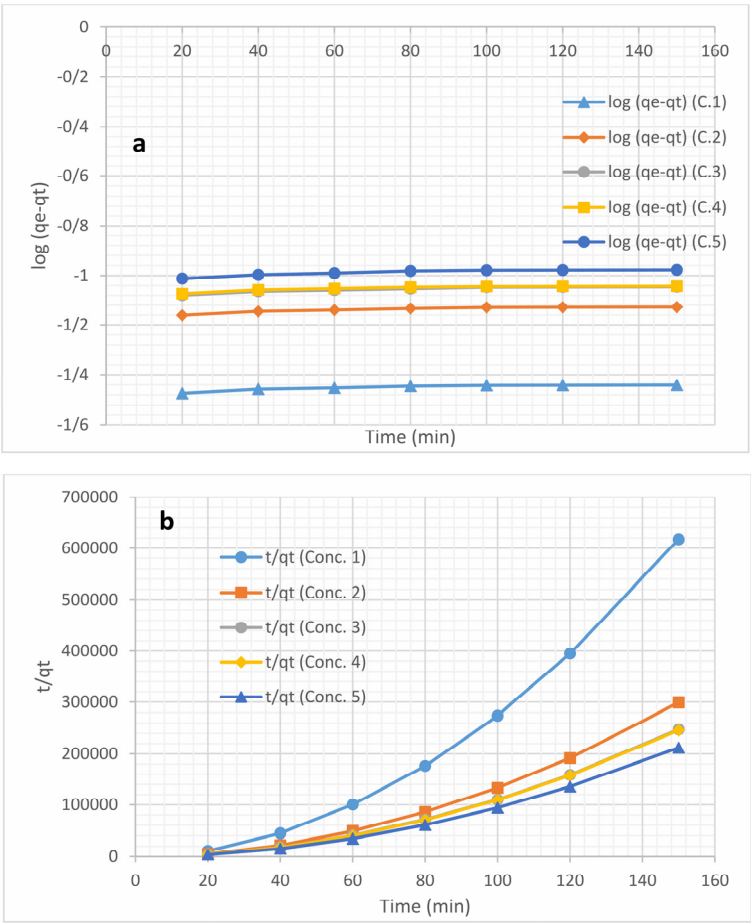 0
0 20 40 60 80 100 120 140 160
-0/2
-0/4
-0/6
-0/8
-1
-1/2
-1/4
-1/6
log (qe-qt)
a
log (qe-qt) (C.1)
log (qe-qt) (C.2)
log (qe-qt) (C.3)
log (qe-qt) (C.4)
log (qe-qt) (C.5)
Time (min)
700000
600000
500000
400000
300000
200000
100000
0
t/qt
b
t/qt (Conc. 1)
t/qt (Conc. 2)
t/qt (Conc. 3)
t/qt (Conc. 4)
t/qt (Conc. 5)
0 20 40 60 80 100 120 140 160
Time (min)